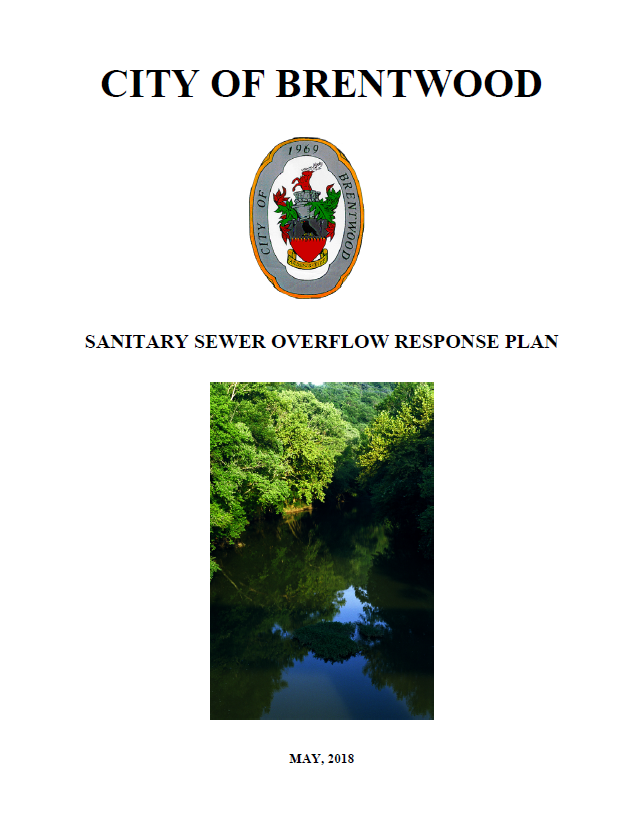 CITY OF BRENTWOOD
1969
CITY OF BRENTWOOD
SANITARY SEWER OVERFLOW RESPONSE PLAN
MAY, 2018